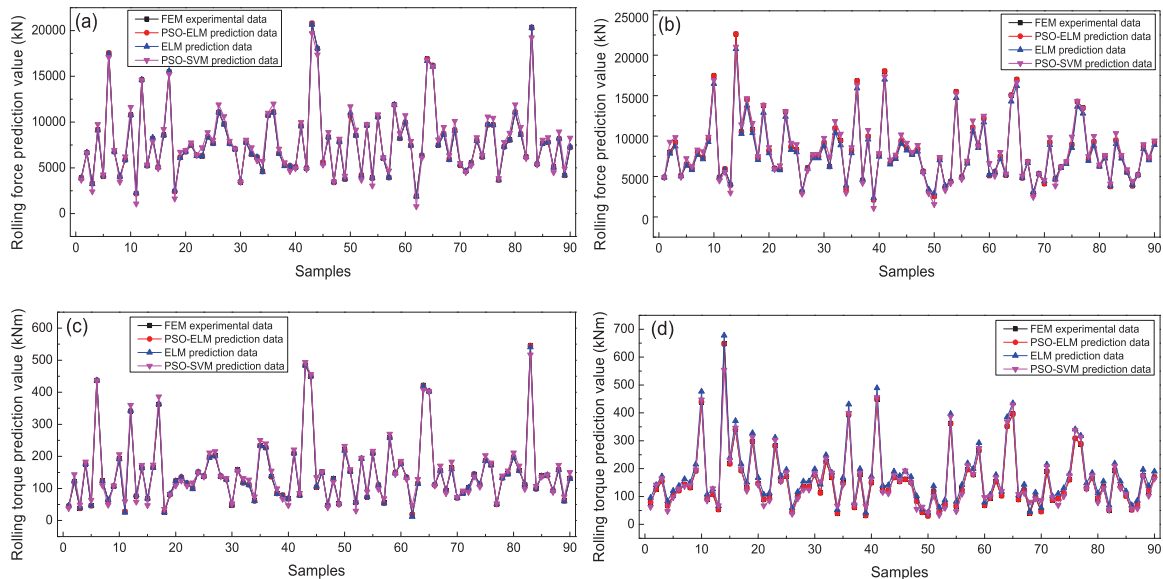 (a)
FEM experimental data
PSO-ELM prediction data
ELM prediction data
PSO-SVM prediction data
Rolling force prediction value (kN)
20000
15000
10000
5000
0
0 10 20 30 40 50 60 70 80 90
Samples
(b)
FEM experimental data
PSO-ELM prediction data
ELM prediction data
PSO-SVM prediction data
Rolling force prediction value (kN)
25000
20000
15000
10000
5000
0
0 10 20 30 40 50 60 70 80 90
Samples
(c)
FEM experimental data
PSO-ELM prediction data
ELM prediction data
PSO-SVM prediction data
Rolling torque prediction value (kNm)
600
500
400
300
200
100
0
0 10 20 30 40 50 60 70 80 90
Samples
(d)
FEM experimental data
PSO-ELM prediction data
ELM prediction data
PSO-SVM prediction data
Rolling torque prediction value (kNm)
700
600
500
400
300
200
100
0
0 10 20 30 40 50 60 70 80 90
Samples